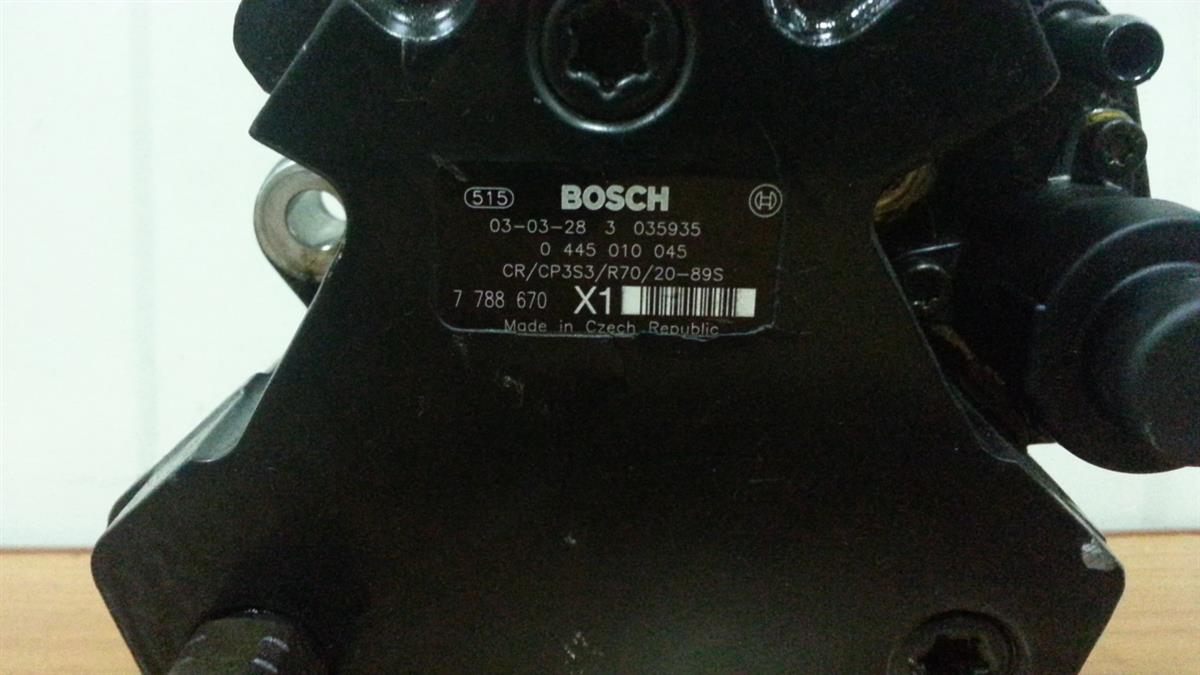 515 BOSCH
03-03-28 3 035935
0 445 010 045
CR/CP3S3/R70/20-89S
7 788 670 X1
Made in Czech Republic